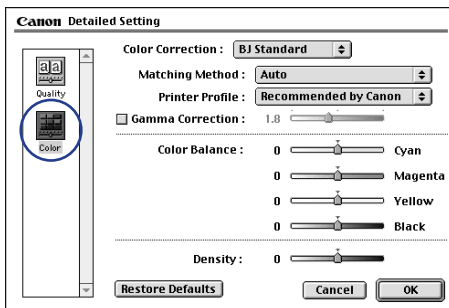 Canon Detailed Setting
aa
Quality
Color
Color Correction : BJ Standard
Matching Method : Auto
Printer Profile : Recommended by Canon
Gamma Correction : 1.8
Color Balance : 0 Cyan
0 Magenta
0 Yellow
0 Black
Density : 0
Restore Defaults Cancel OK